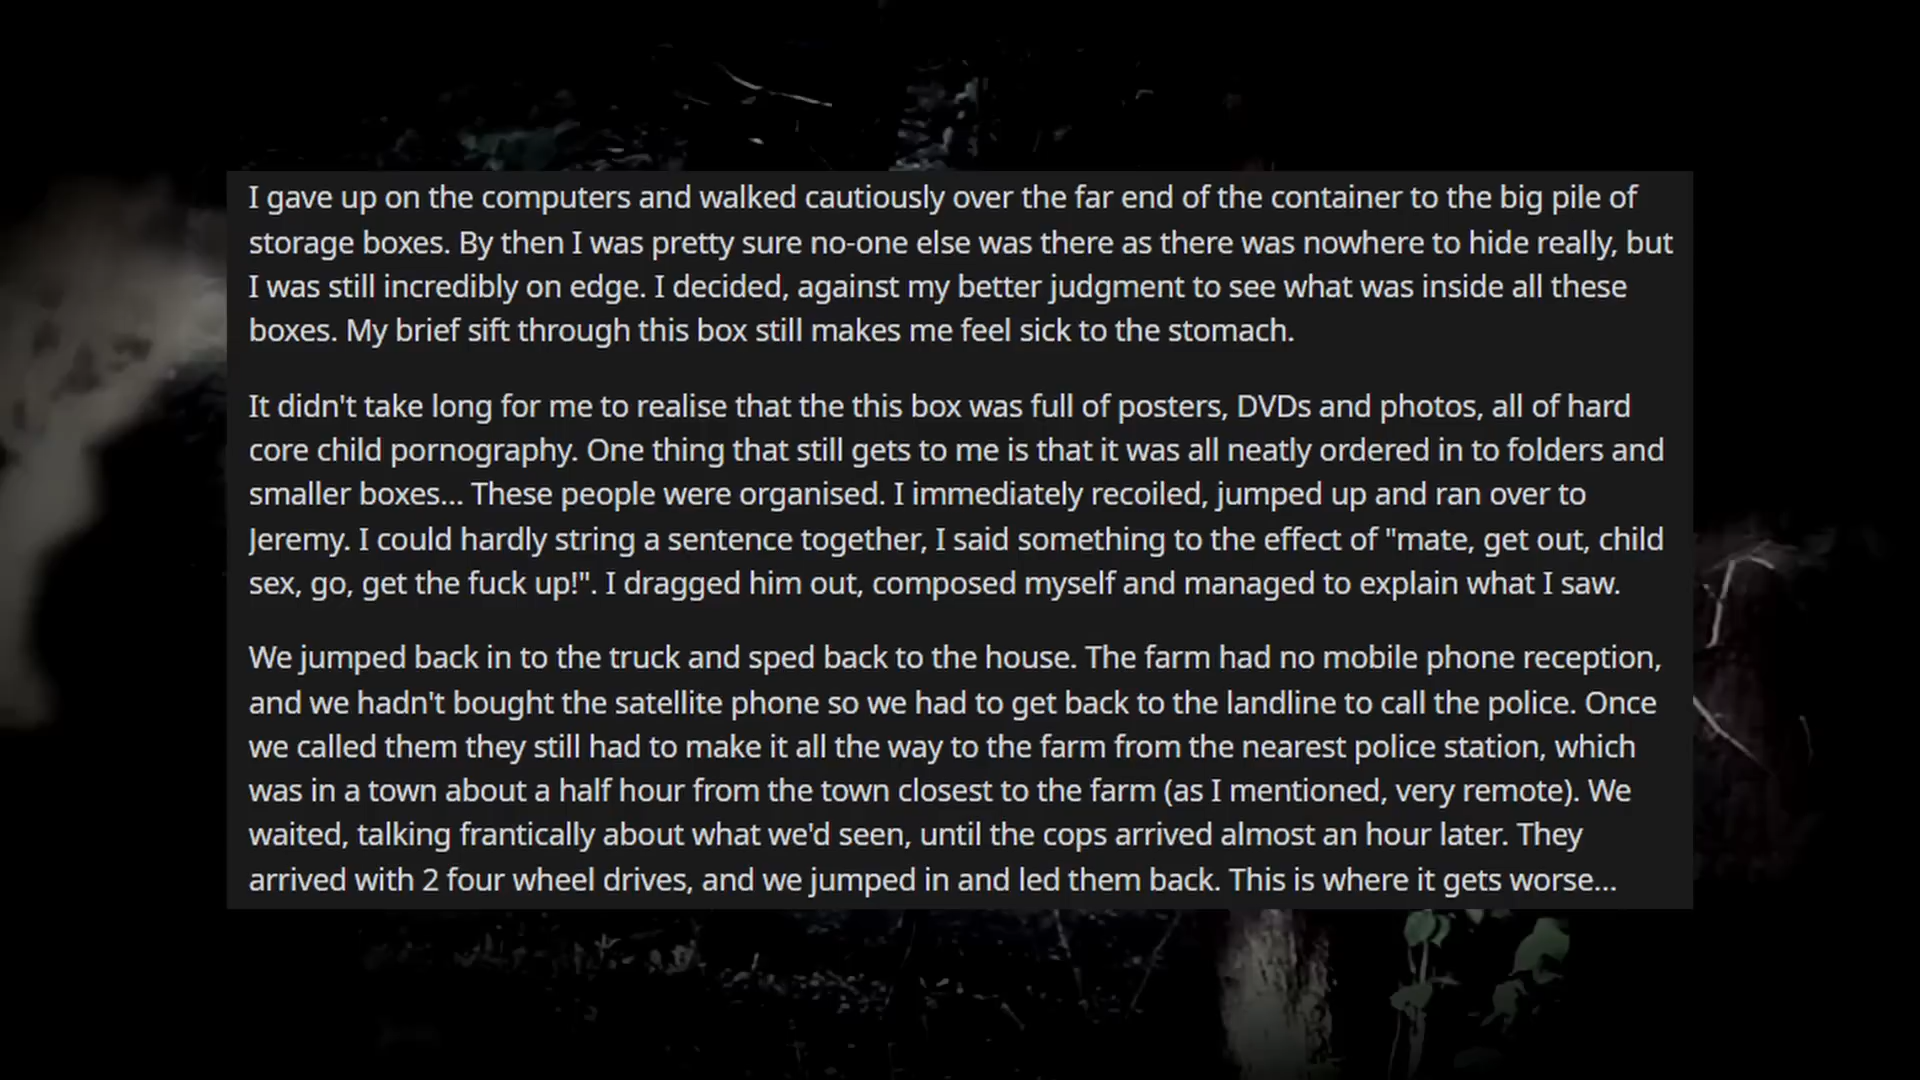 I gave up on the computers and walked cautiously over the far end of the container to the big pile of
storage boxes. By then I was pretty sure no-one else was there as there was nowhere to hide really, but
I was still incredibly on edge. I decided, against my better judgment to see what was inside all these
boxes. My brief sift through this box still makes me feel sick to the stomach.
It didn't take long for me to realise that the this box was full of posters, DVDs and photos, all of hard
core child pornography. One thing that still gets to me is that it was all neatly ordered in to folders and
smaller boxes... These people were organised. I immediately recoiled, jumped up and ran over to
Jeremy. I could hardly string a sentence together, I said something to the effect of "mate, get out, child
sex, go, get the fuck up!". I dragged him out, composed myself and managed to explain what I saw.
We jumped back in to the truck and sped back to the house. The farm had no mobile phone reception,
and we hadn't bought the satellite phone so we had to get back to the landline to call the police. Once
we called them they still had to make it all the way to the farm from the nearest police station, which
was in a town about a half hour from the town closest to the farm (as I mentioned, very remote). We
waited, talking frantically about what we'd seen, until the cops arrived almost an hour later. They
arrived with 2 four wheel drives, and we jumped in and led them back. This is where it gets worse...